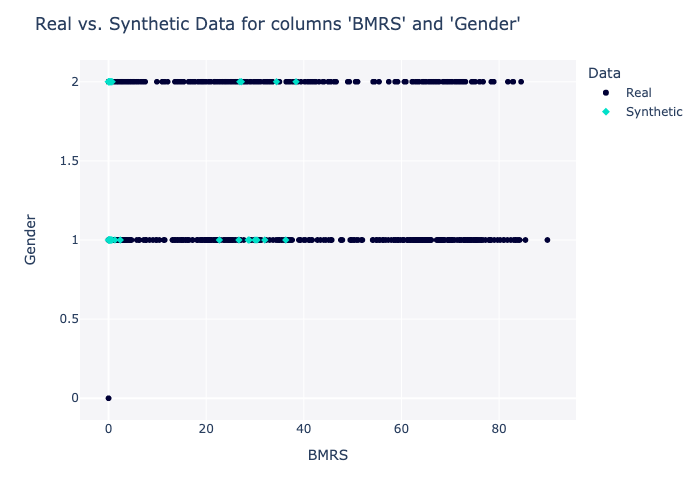 Real vs. Synthetic Data for columns 'BMRS' and 'Gender'
Data
Real
Synthetic
2
1.5
1
0.5
0
Gender
0
20
40
60
80
BMRS